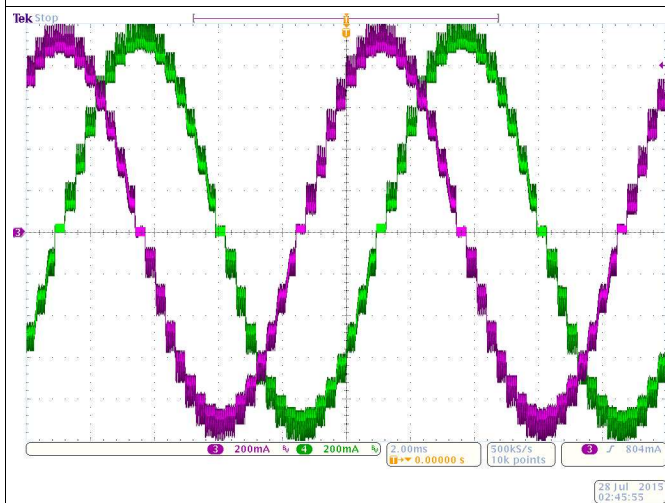 Tek Stop
T
T
3
3 200mA 4 200mA
2.00ms
T 0.00000 s
500kS/s
10k points
3 804mA
28 Jul 2015
02:45:55